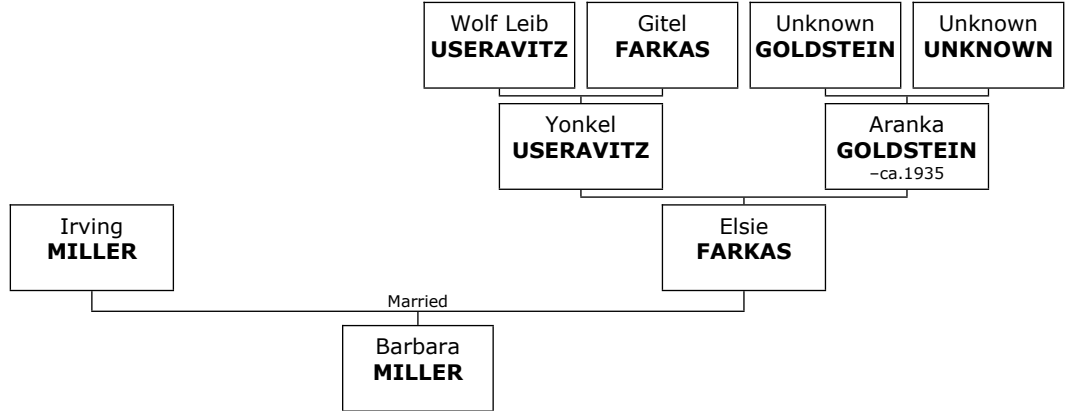 Wolf Leib
USERAVITZ
Gitel
FARKAS
Unknown
GOLDSTEIN
Unknown
UNKNOWN
Yonkel
USERAVITZ
Aranka
GOLDSTEIN
–ca.1935
Irving
MILLER
Elsie
FARKAS
Married
Barbara
MILLER